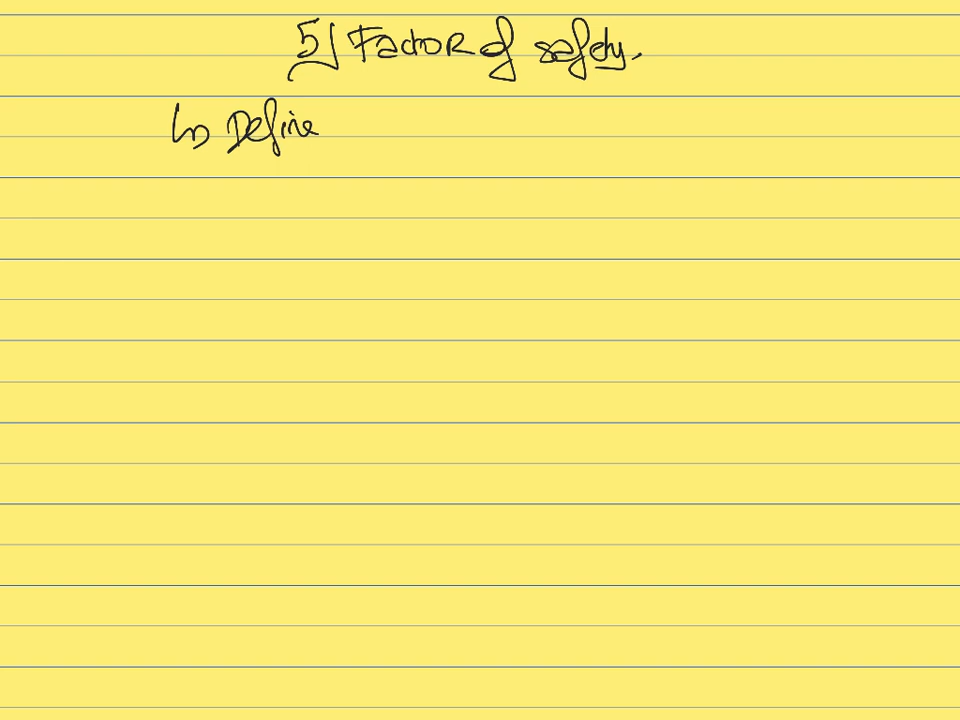 5) Factor of safety.
↳ Define